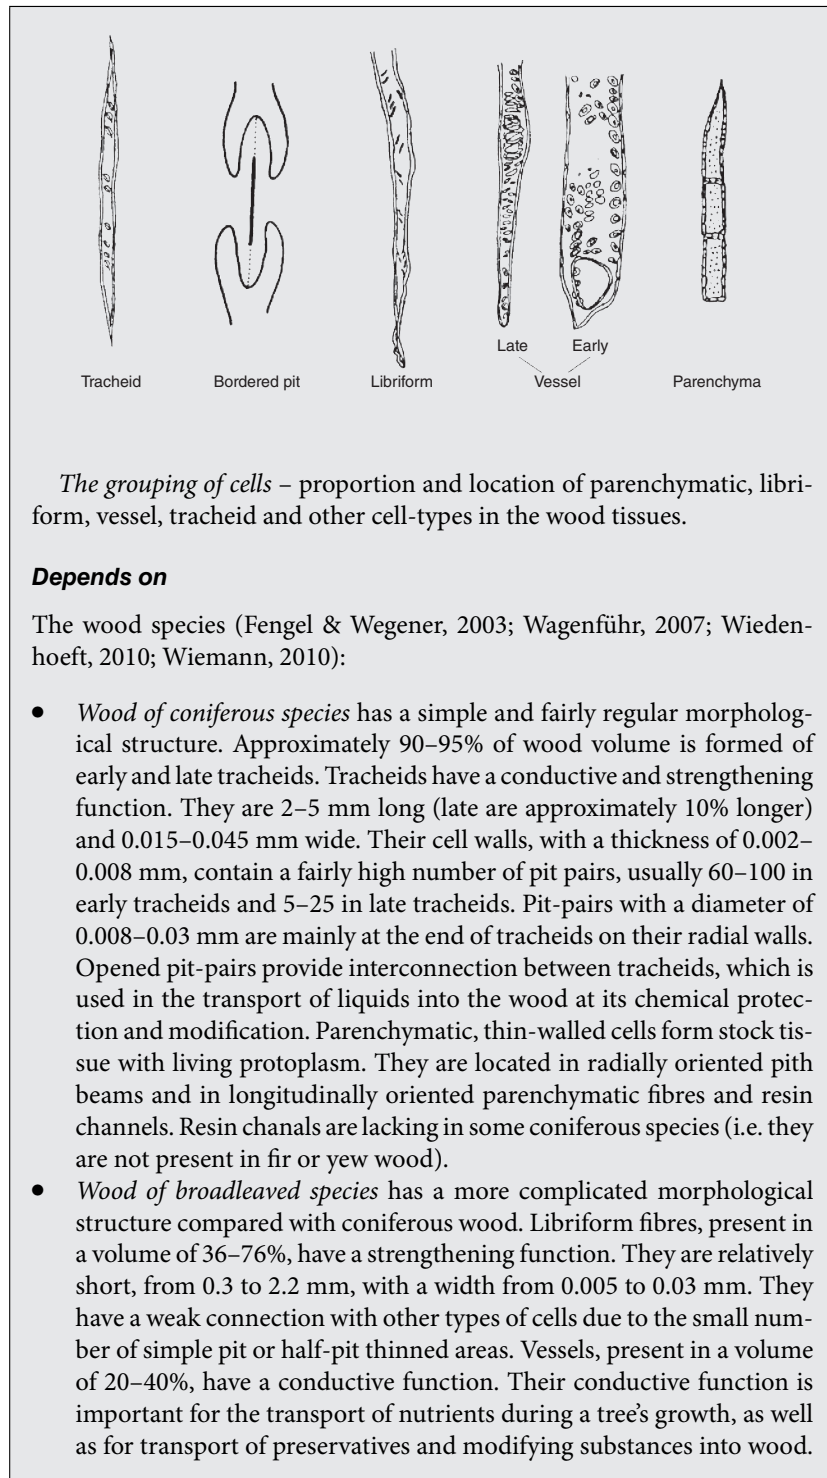 Late Early
Tracheid Bordered pit Libriform Vessel Parenchyma
The grouping of cells – proportion and location of parenchymatic, libri-
form, vessel, tracheid and other cell-types in the wood tissues.
Depends on
The wood species (Fengel & Wegener, 2003; Wagenführ, 2007; Wieden-
hoeft, 2010; Wiemann, 2010):
● Wood of coniferous species has a simple and fairly regular morpholog-
ical structure. Approximately 90–95% of wood volume is formed of
early and late tracheids. Tracheids have a conductive and strengthening
function. They are 2–5 mm long (late are approximately 10% longer)
and 0.015–0.045 mm wide. Their cell walls, with a thickness of 0.002–
0.008 mm, contain a fairly high number of pit pairs, usually 60–100 in
early tracheids and 5–25 in late tracheids. Pit-pairs with a diameter of
0.008–0.03 mm are mainly at the end of tracheids on their radial walls.
Opened pit-pairs provide interconnection between tracheids, which is
used in the transport of liquids into the wood at its chemical protec-
tion and modification. Parenchymatic, thin-walled cells form stock tis-
sue with living protoplasm. They are located in radially oriented pith
beams and in longitudinally oriented parenchymatic fibres and resin
channels. Resin chanals are lacking in some coniferous species (i.e. they
are not present in fir or yew wood).
● Wood of broadleaved species has a more complicated morphological
structure compared with coniferous wood. Libriform fibres, present in
a volume of 36–76%, have a strengthening function. They are relatively
short, from 0.3 to 2.2 mm, with a width from 0.005 to 0.03 mm. They
have a weak connection with other types of cells due to the small num-
ber of simple pit or half-pit thinned areas. Vessels, present in a volume
of 20–40%, have a conductive function. Their conductive function is
important for the transport of nutrients during a tree's growth, as well
as for transport of preservatives and modifying substances into wood.